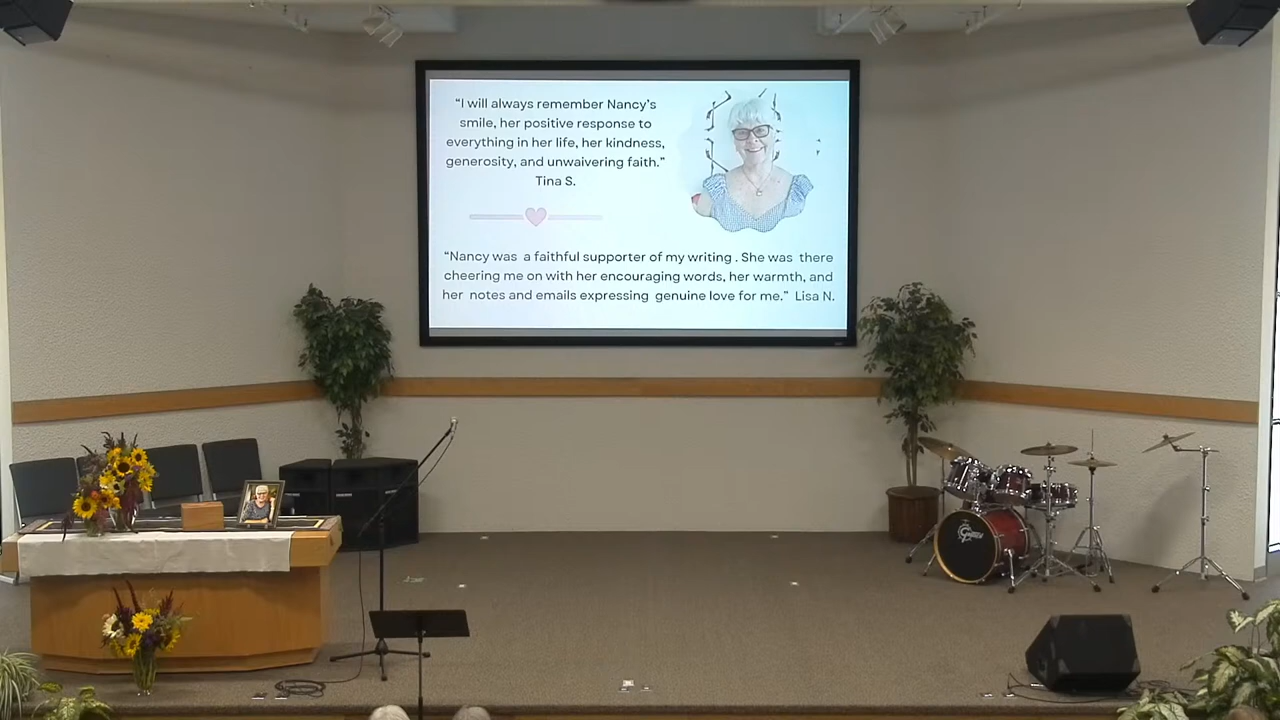 “I will always remember Nancy’s
smile, her positive response to
everything in her life, her kindness,
generosity, and unwaivering faith.”
Tina S.
“Nancy was a faithful supporter of my writing . She was there
cheering me on with her encouraging words, her warmth, and
her notes and emails expressing genuine love for me.” Lisa N.